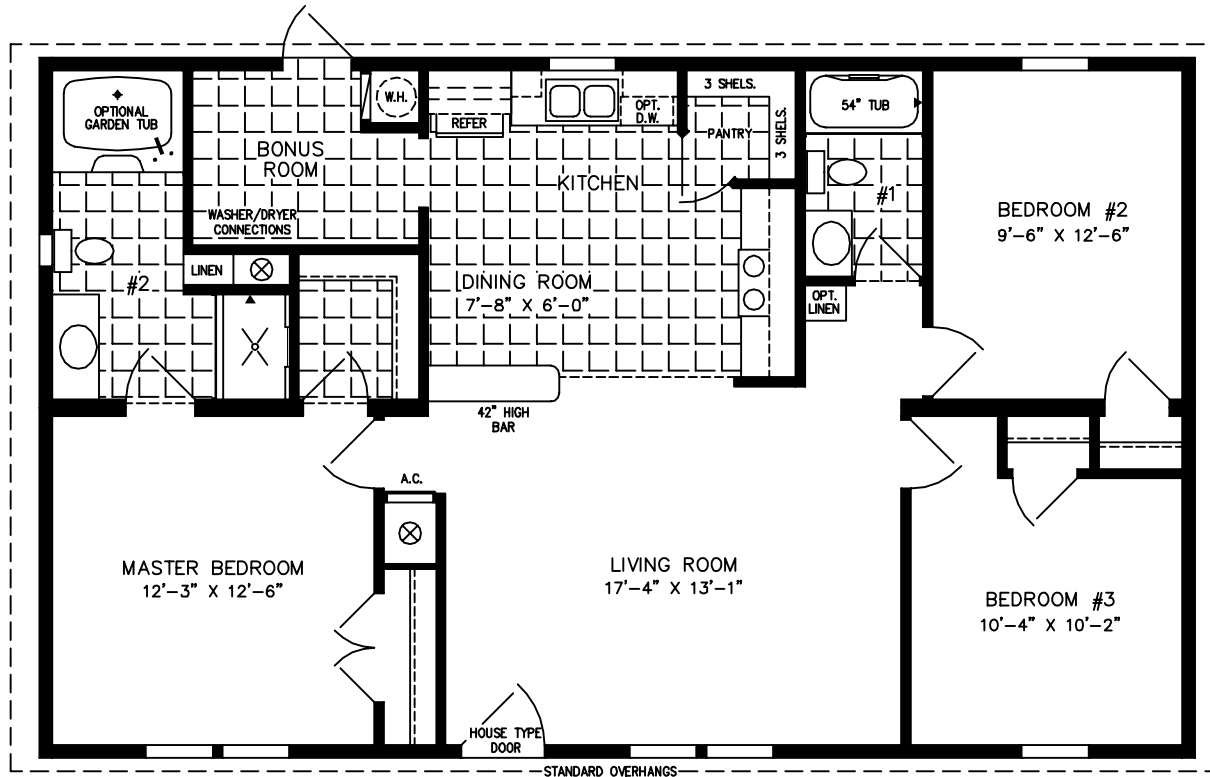 OPTIONAL
GARDEN TUB
BONUS
ROOM
W.H.
REFER
OPT.
D.W.
3 SHELS.
3 SHELS.
PANTRY
54" TUB
KITCHEN
#1
BEDROOM #2
9'-6" X 12'-6"
WASHER/DRYER
CONNECTIONS
LINEN
#2
DINING ROOM
7'-8" X 6'-0"
OPT.
LINEN
42" HIGH
BAR
A.C.
MASTER BEDROOM
12'-3" X 12'-6"
LIVING ROOM
17'-4" X 13'-1"
BEDROOM #3
10'-4" X 10'-2"
HOUSE TYPE
DOOR
STANDARD OVERHANGS